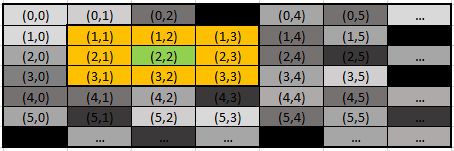 (0,0) (0,1) (0,2) (0,4) (0,5) ...
(1,0) (1,1) (1,2) (1,3) (1,4) (1,5)
(2,0) (2,1) (2,2) (2,3) (2,4) (2,5) ...
(3,0) (3,1) (3,2) (3,3) (3,4) (3,5)
(4,0) (4,1) (4,2) (4,3) (4,4) (4,5) ...
(5,0) (5,1) (5,2) (5,3) (5,4) (5,5) ...
... ... ... ... ...